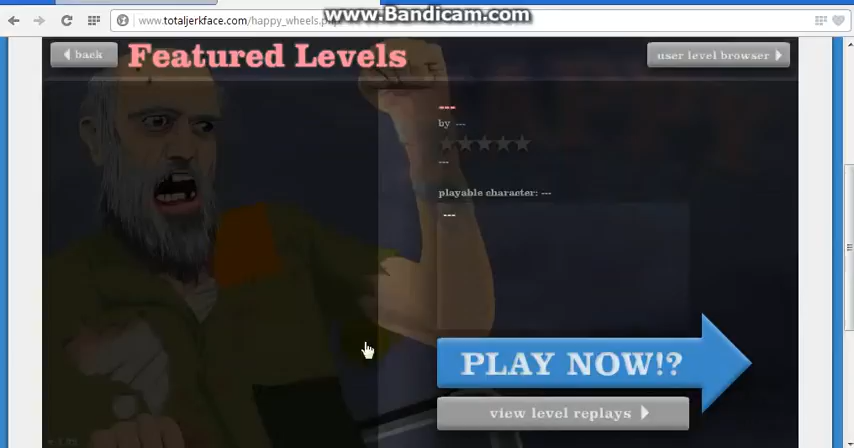 www.Bandicam.com
www.totaljerkface.com/happy_wheels.p
back
Featured Levels
user level browser
---
by ---
---
playable character: ---
---
PLAY NOW!?
view level replays